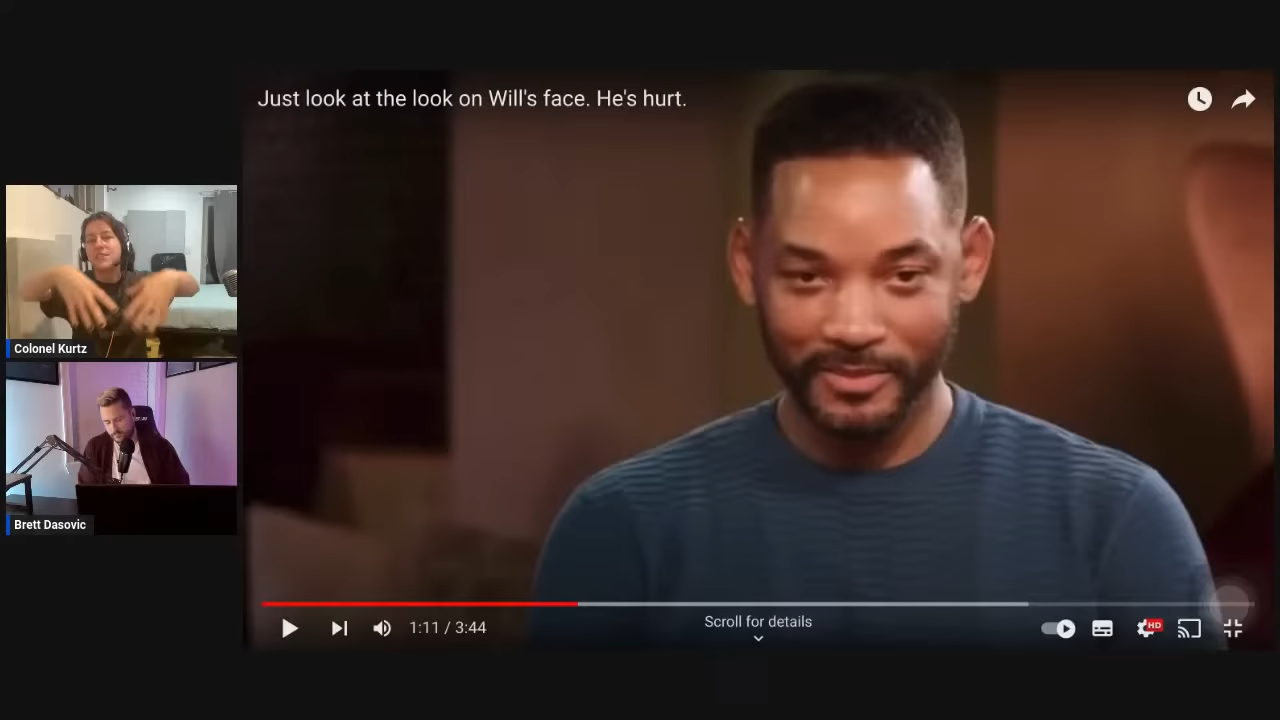 Just look at the look on Will's face. He's hurt.
Colonel Kurtz
Brett Dasovic
1:11 / 3:44
Scroll for details
HD